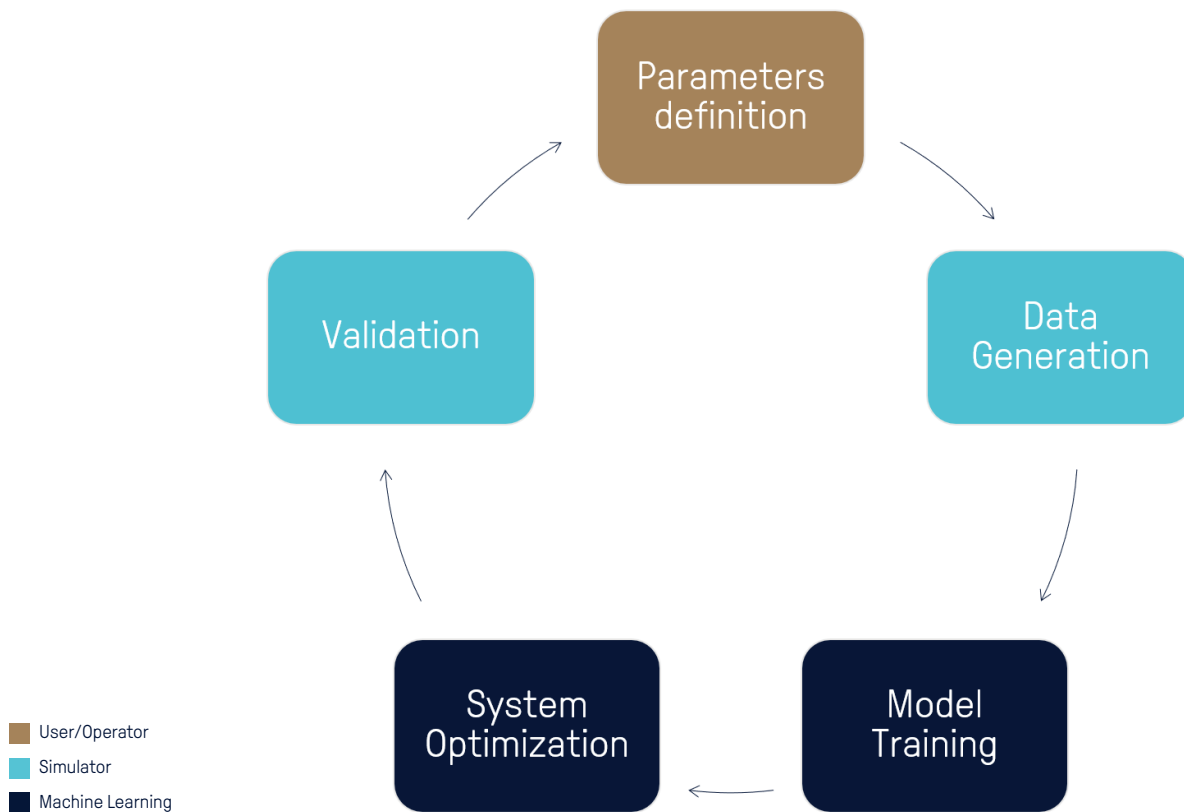 Parameters
definition
Data
Generation
Model
Training
System
Optimization
Validation
User/Operator
Simulator
Machine Learning